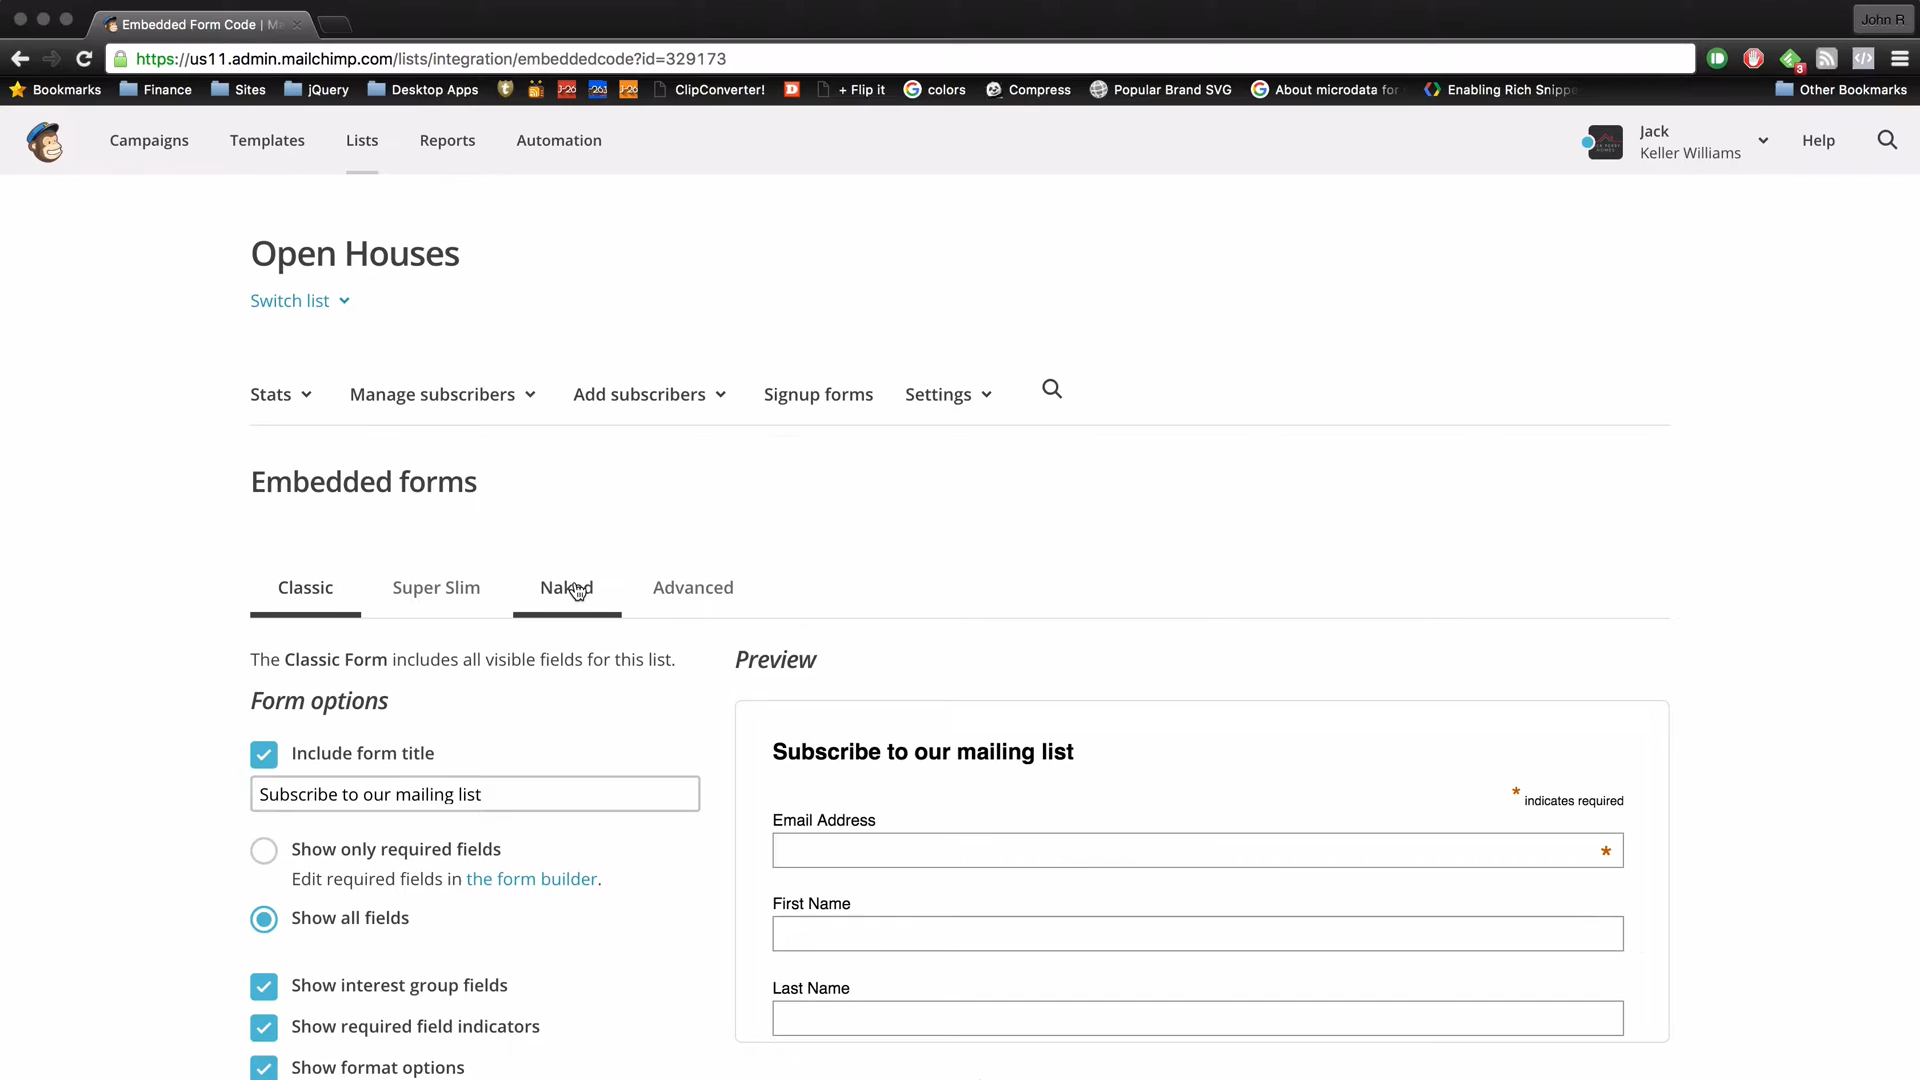 Embedded Form Code | Ma
John R
https://us11.admin.mailchimp.com/lists/integration/embeddedcode?id=329173
3
Bookmarks Finance Sites jQuery Desktop Apps J-26 263 J-26 ClipConverter! D + Flip it colors Compress Popular Brand SVG About microdata for Enabling Rich Snippe Other Bookmarks
Campaigns Templates Lists Reports Automation
Jack
Keller Williams
Help
Open Houses
Switch list
Stats Manage subscribers Add subscribers Signup forms Settings
Embedded forms
Classic Super Slim Naked Advanced
The Classic Form includes all visible fields for this list.
Form options
Include form title
Subscribe to our mailing list
Show only required fields
Edit required fields in the form builder.
Show all fields
Show interest group fields
Show required field indicators
Show format options
Preview
Subscribe to our mailing list
* indicates required
Email Address
*
First Name
Last Name